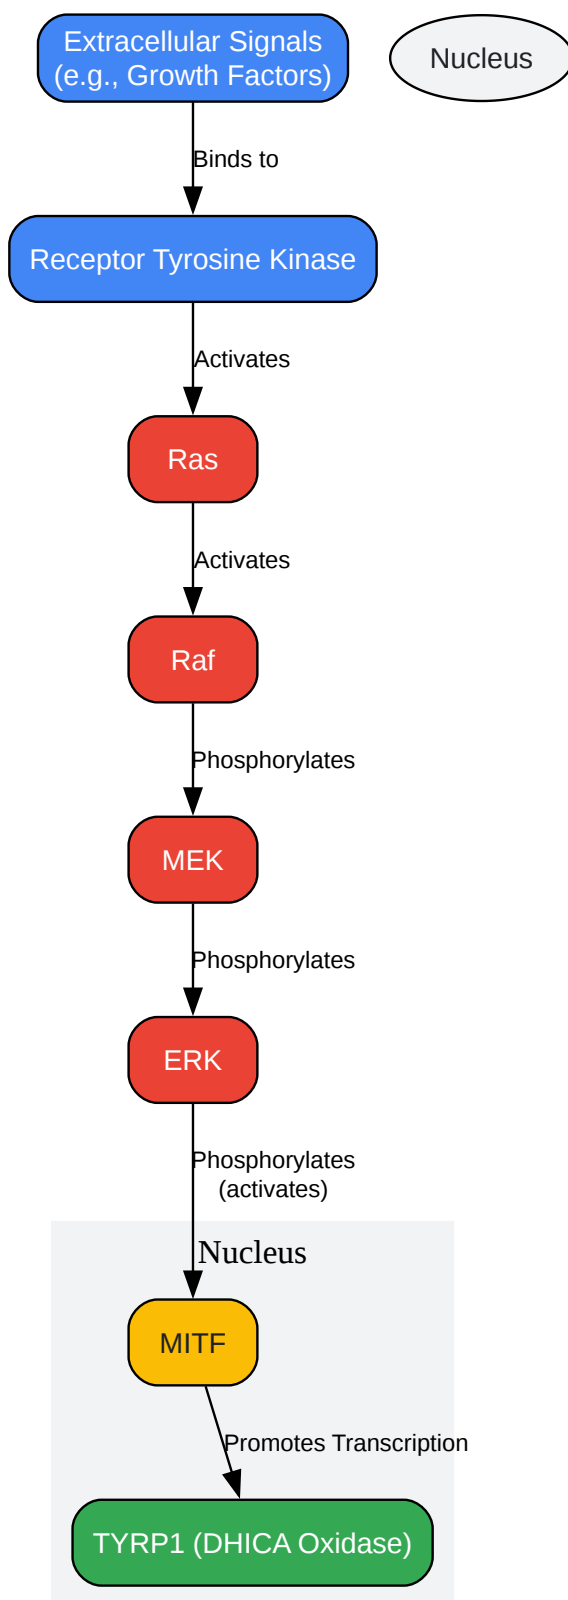 Extracellular Signals
(e.g., Growth Factors)
Nucleus
Binds to
Receptor Tyrosine Kinase
Activates
Ras
Activates
Raf
Phosphorylates
MEK
Phosphorylates
ERK
Phosphorylates
(activates)
Nucleus
MITF
Promotes Transcription
TYRP1 (DHICA Oxidase)